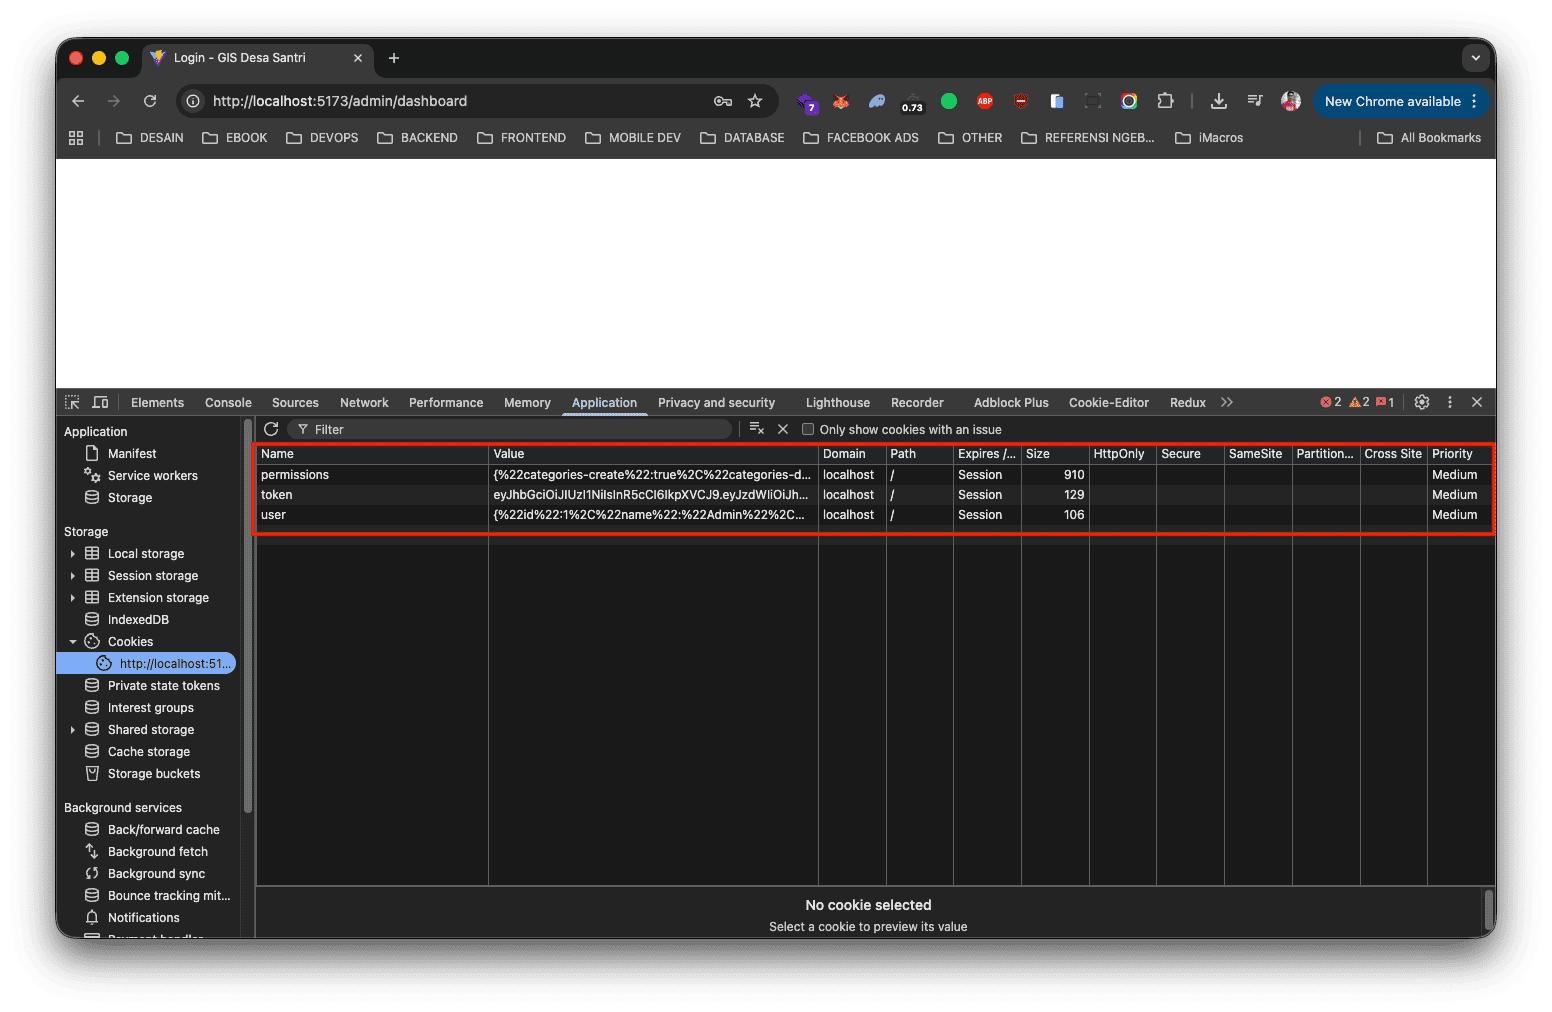 Login - GIS Desa Santri
http://localhost:5173/admin/dashboard
7
0.73
ABP
New Chrome available
DESAIN
EBOOK
DEVOPS
BACKEND
FRONTEND
MOBILE DEV
DATABASE
FACEBOOK ADS
OTHER
REFERENSI NGEB...
iMacros
All Bookmarks
Elements
Console
Sources
Network
Performance
Memory
Application
Privacy and security
Lighthouse
Recorder
Adblock Plus
Cookie-Editor
Redux
2
2
1
Application
Manifest
Service workers
Storage
Storage
Local storage
Session storage
Extension storage
IndexedDB
Cookies
http://localhost:51...
Private state tokens
Interest groups
Shared storage
Cache storage
Storage buckets
Background services
Back/forward cache
Background fetch
Background sync
Bounce tracking mit...
Notifications
Filter
Only show cookies with an issue
Name Value Domain Path Expires /... Size HttpOnly Secure SameSite Partition... Cross Site Priority
permissions {%22categories-create%22:true%2C%22categories-d... localhost / Session 910 Medium
token eyJhbGciOiJIUzI1NiIsInR5cCI6IkpXVCJ9.eyJzdWIiOiJh... localhost / Session 129 Medium
user {%22id%22:1%2C%22name%22:%22Admin%22%2C... localhost / Session 106 Medium
No cookie selected
Select a cookie to preview its value